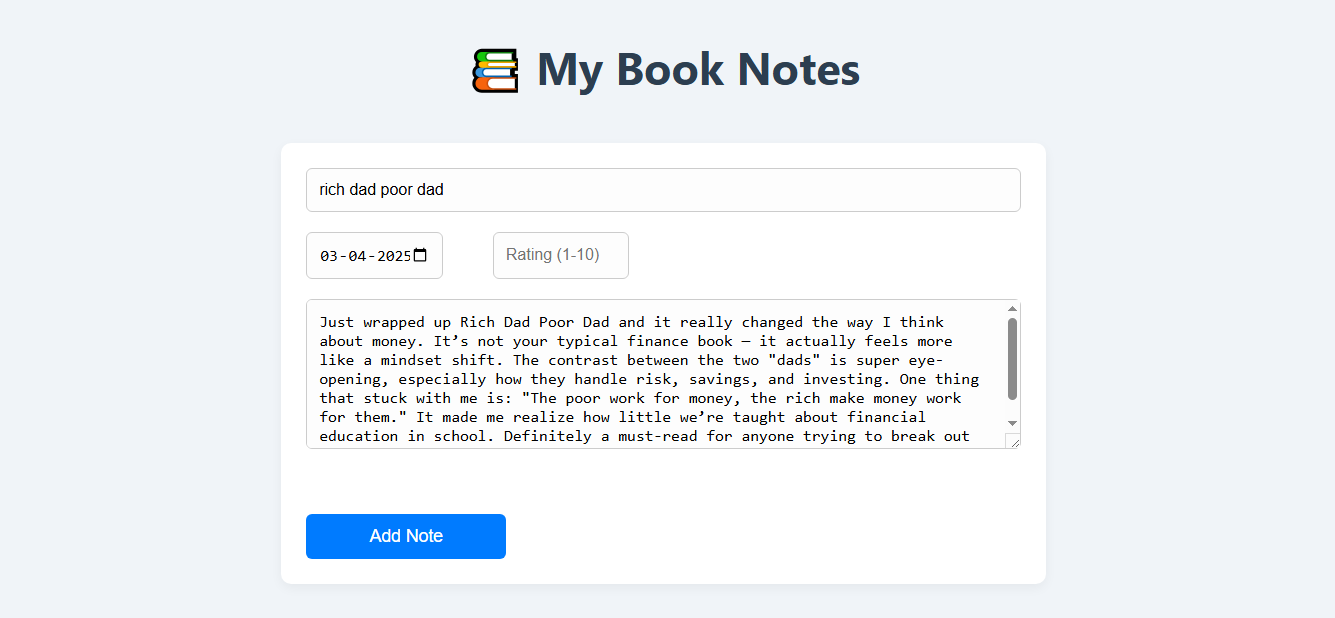 My Book Notes
rich dad poor dad
03-04-2025
Rating (1-10)
Just wrapped up Rich Dad Poor Dad and it really changed the way I think
about money. It’s not your typical finance book — it actually feels more
like a mindset shift. The contrast between the two "dads" is super eye-
opening, especially how they handle risk, savings, and investing. One thing
that stuck with me is: "The poor work for money, the rich make money work
for them." It made me realize how little we’re taught about financial
education in school. Definitely a must-read for anyone trying to break out
Add Note